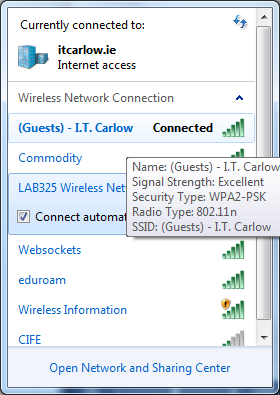 Currently connected to:
itcarlow.ie
Internet access
Wireless Network Connection
(Guests) - I.T. Carlow Connected
Commodity
LAB325 Wireless Net
Connect automa
Name: (Guests) - I.T. Carlow
Signal Strength: Excellent
Security Type: WPA2-PSK
Radio Type: 802.11n
SSID: (Guests) - I.T. Carlow
Websockets
eduroam
Wireless Information
CIFE
Open Network and Sharing Center